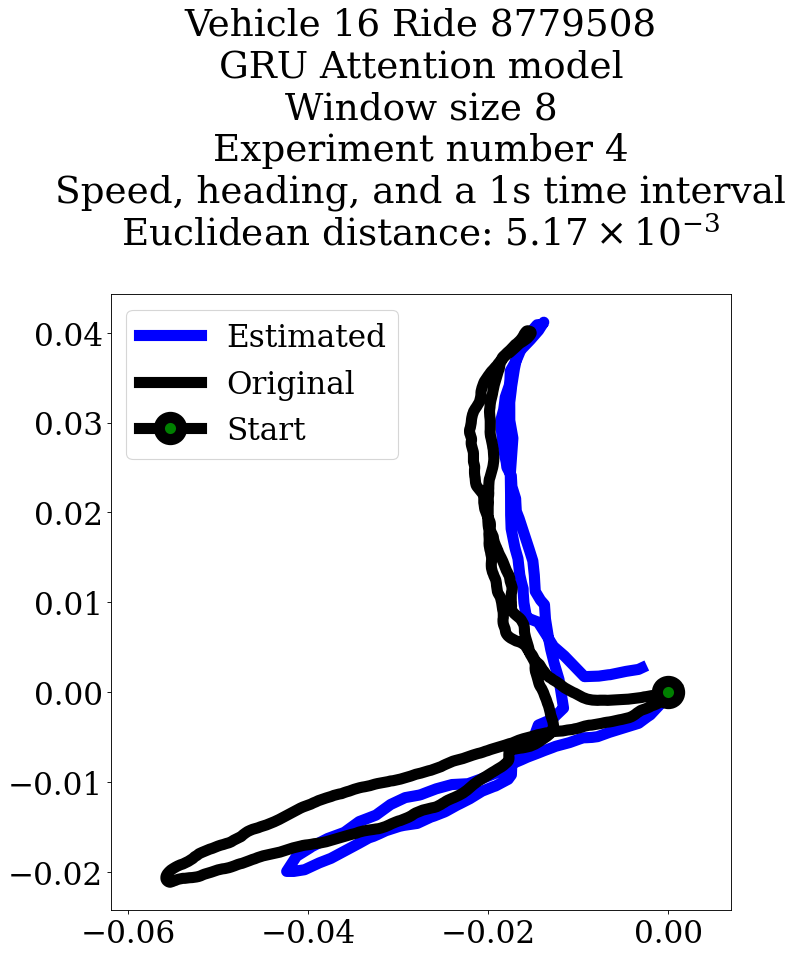 Vehicle 16 Ride 8779508
GRU Attention model
Window size 8
Experiment number 4
Speed, heading, and a 1s time interval
Euclidean distance: 5.17 × 10⁻³
Estimated
Original
Start
0.04
0.03
0.02
0.01
0.00
−0.01
−0.02
−0.06
−0.04
−0.02
0.00